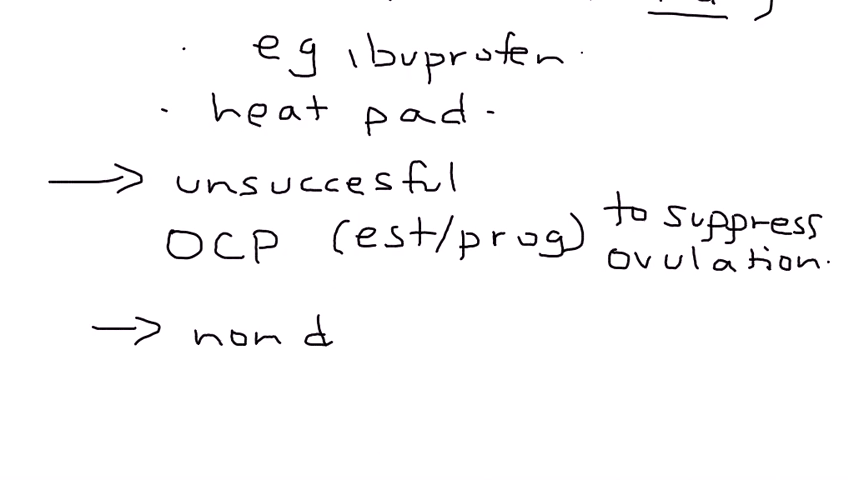 eg ibuprofen.
· heat pad.
→ unsuccesful
OCP (est/prog) to suppress
ovulation.
→ non d